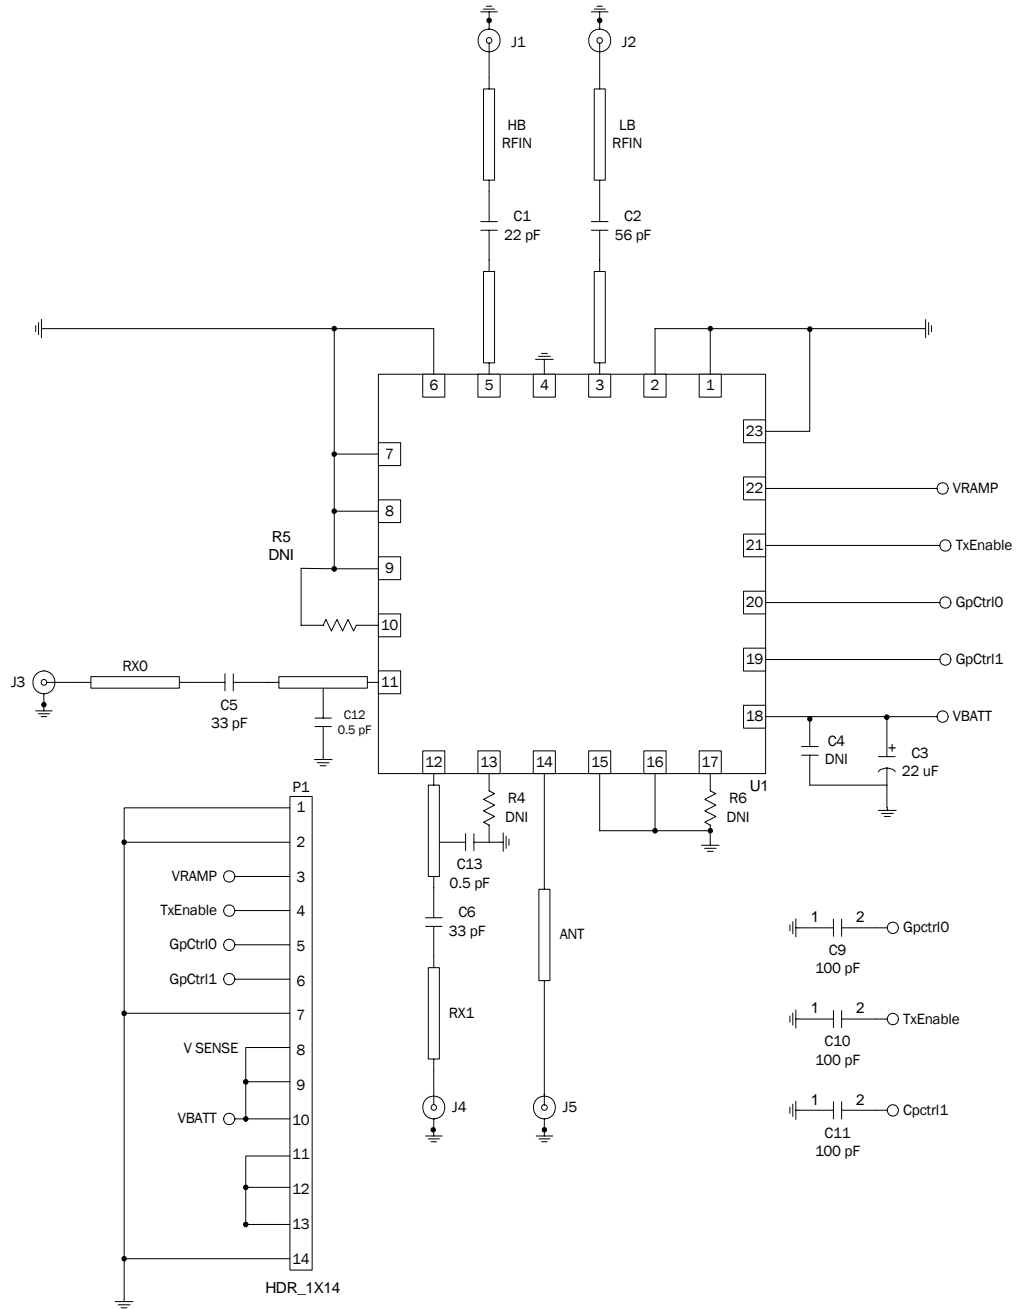 J1
J2
HB
RFIN
LB
RFIN
C1
22 pF
C2
56 pF
6
5
4
3
2
1
23
7
22
VRAMP
8
21
TxEnable
R5
DNI
9
20
GpCtrl0
10
19
GpCtrl1
J3
RX0
11
C5
33 pF
C12
0.5 pF
18
VBATT
C4
DNI
+
C3
22 uF
12
13
14
15
16
17
U1
R4
DNI
R6
DNI
C13
0.5 pF
C6
33 pF
ANT
RX1
J4
J5
P1
1
2
VRAMP
3
TxEnable
4
GpCtrl0
5
GpCtrl1
6
7
V SENSE
8
9
VBATT
10
11
12
13
14
HDR_1X14
1
2
Gpctrl0
C9
100 pF
1
2
TxEnable
C10
100 pF
1
2
Cpctrl1
C11
100 pF